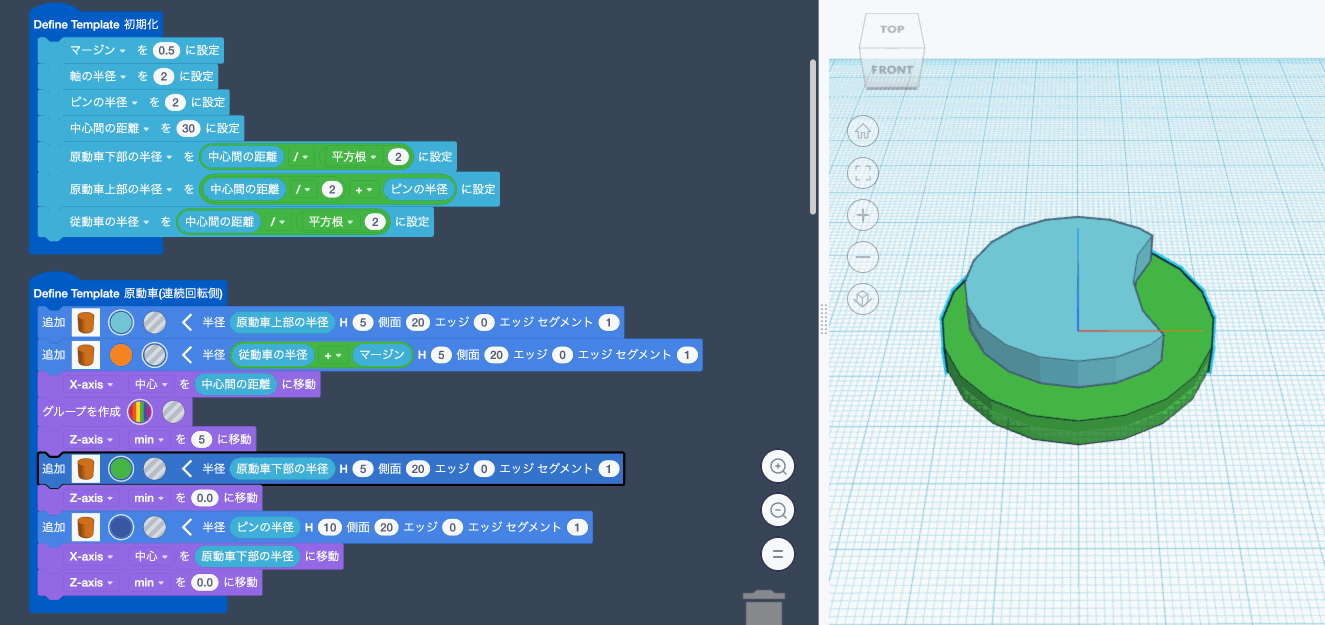 Define Template 初期化
マージン を 0.5 に設定
軸の半径 を 2 に設定
ピンの半径 を 2 に設定
中心間の距離 を 30 に設定
原動車下部の半径 を 中心間の距離 / 平方根 2 に設定
原動車上部の半径 を 中心間の距離 / 2 + ピンの半径 に設定
従動車の半径 を 中心間の距離 / 平方根 2 に設定
Define Template 原動車(連続回転側)
追加 半径 原動車上部の半径 H 5 側面 20 エッジ 0 エッジ セグメント 1
追加 半径 従動車の半径 + マージン H 5 側面 20 エッジ 0 エッジ セグメント 1
X-axis 中心 を 中心間の距離 に移動
グループを作成
Z-axis min を 5 に移動
追加 半径 原動車下部の半径 H 5 側面 20 エッジ 0 エッジ セグメント 1
Z-axis min を 0.0 に移動
追加 半径 ピンの半径 H 10 側面 20 エッジ 0 エッジ セグメント 1
X-axis 中心 を 原動車下部の半径 に移動
Z-axis min を 0.0 に移動
TOP
FRONT